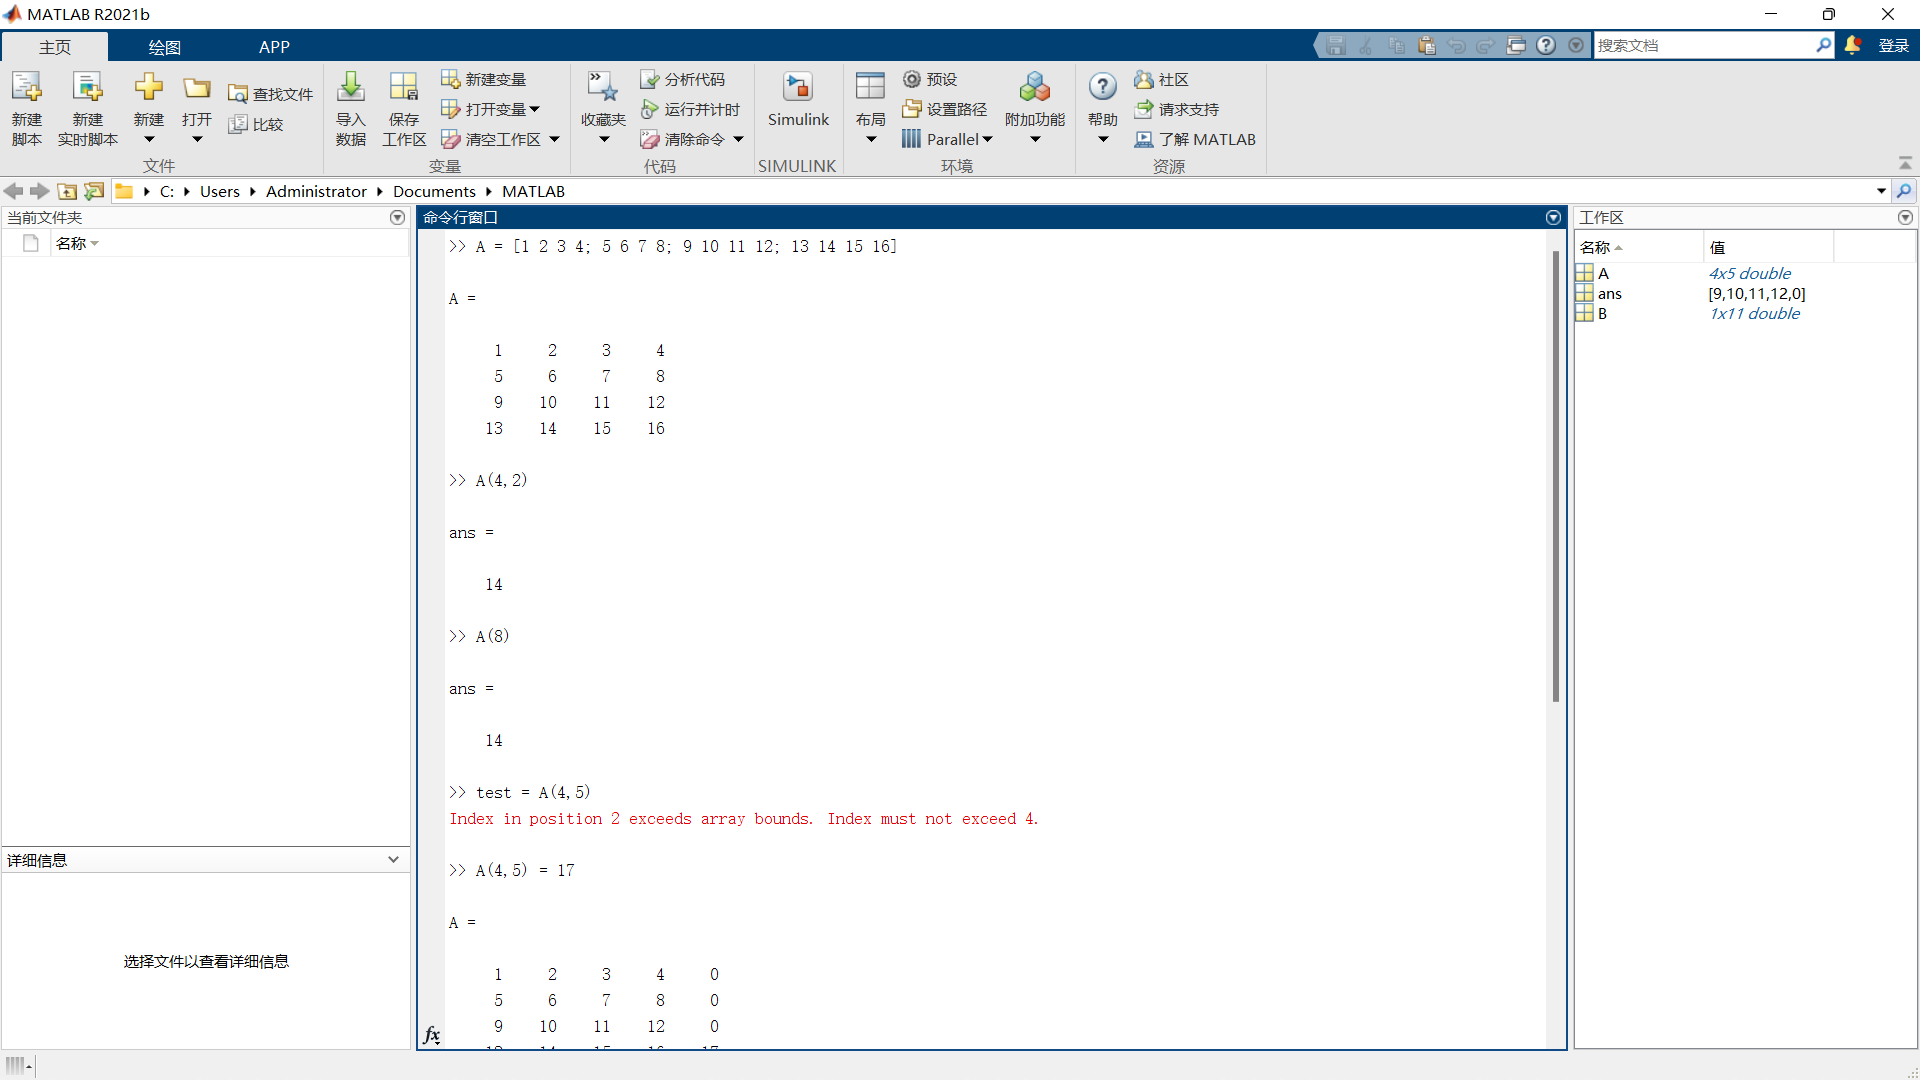 MATLAB R2021b
主页 绘图 APP
搜索文档
登录
新建
脚本
新建
实时脚本
新建
打开
查找文件
比较
文件
导入
数据
保存
工作区
新建变量
打开变量
清空工作区
变量
收藏夹
分析代码
运行并计时
清除命令
代码
Simulink
SIMULINK
布局
预设
设置路径
Parallel
附加功能
环境
帮助
社区
请求支持
了解 MATLAB
资源
C: Users Administrator Documents MATLAB
当前文件夹
名称
详细信息
选择文件以查看详细信息
命令行窗口
>> A = [1 2 3 4; 5 6 7 8; 9 10 11 12; 13 14 15 16]
A =
1 2 3 4
5 6 7 8
9 10 11 12
13 14 15 16
>> A(4,2)
ans =
14
>> A(8)
ans =
14
>> test = A(4,5)
Index in position 2 exceeds array bounds. Index must not exceed 4.
>> A(4,5) = 17
A =
1 2 3 4 0
5 6 7 8 0
9 10 11 12 0
fx
工作区
名称 值
A 4x5 double
ans [9,10,11,12,0]
B 1x11 double